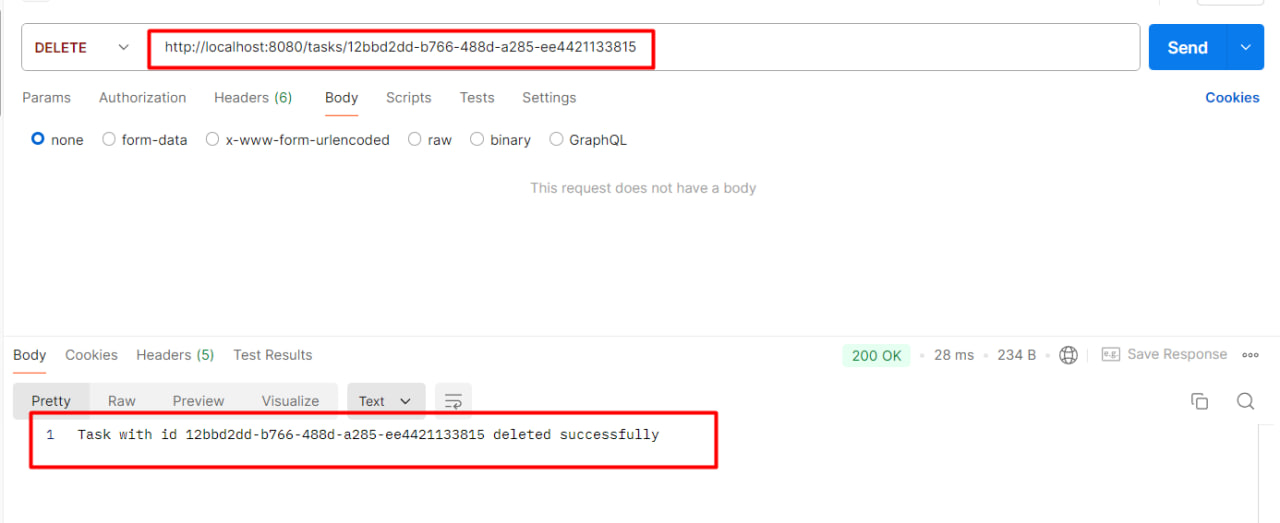 DELETE http://localhost:8080/tasks/12bbd2dd-b766-488d-a285-ee4421133815 Send
Params Authorization Headers (6) Body Scripts Tests Settings Cookies
none form-data x-www-form-urlencoded raw binary GraphQL
This request does not have a body
Body Cookies Headers (5) Test Results 200 OK 28 ms 234 B e.g. Save Response
Pretty Raw Preview Visualize Text
1 Task with id 12bbd2dd-b766-488d-a285-ee4421133815 deleted successfully